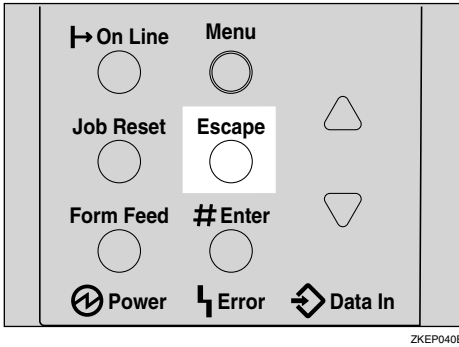 On Line Menu
Job Reset Escape
Form Feed # Enter
Power Error Data In
ZKEP040E